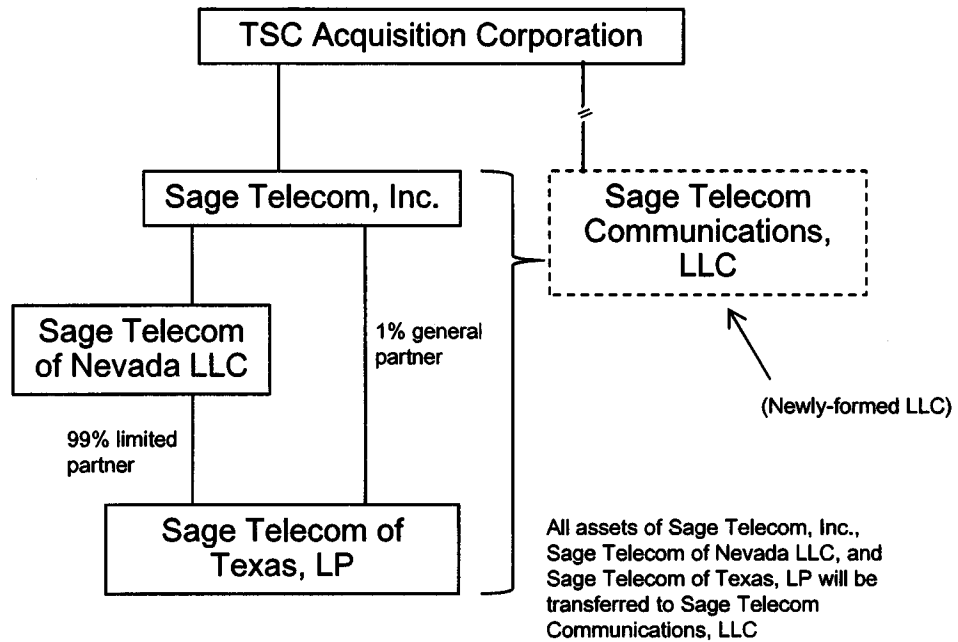 TSC Acquisition Corporation
Sage Telecom, Inc.
Sage Telecom
Communications,
LLC
Sage Telecom
of Nevada LLC
1% general
partner
(Newly-formed LLC)
99% limited
partner
Sage Telecom of
Texas, LP
All assets of Sage Telecom, Inc.,
Sage Telecom of Nevada LLC, and
Sage Telecom of Texas, LP will be
transferred to Sage Telecom
Communications, LLC